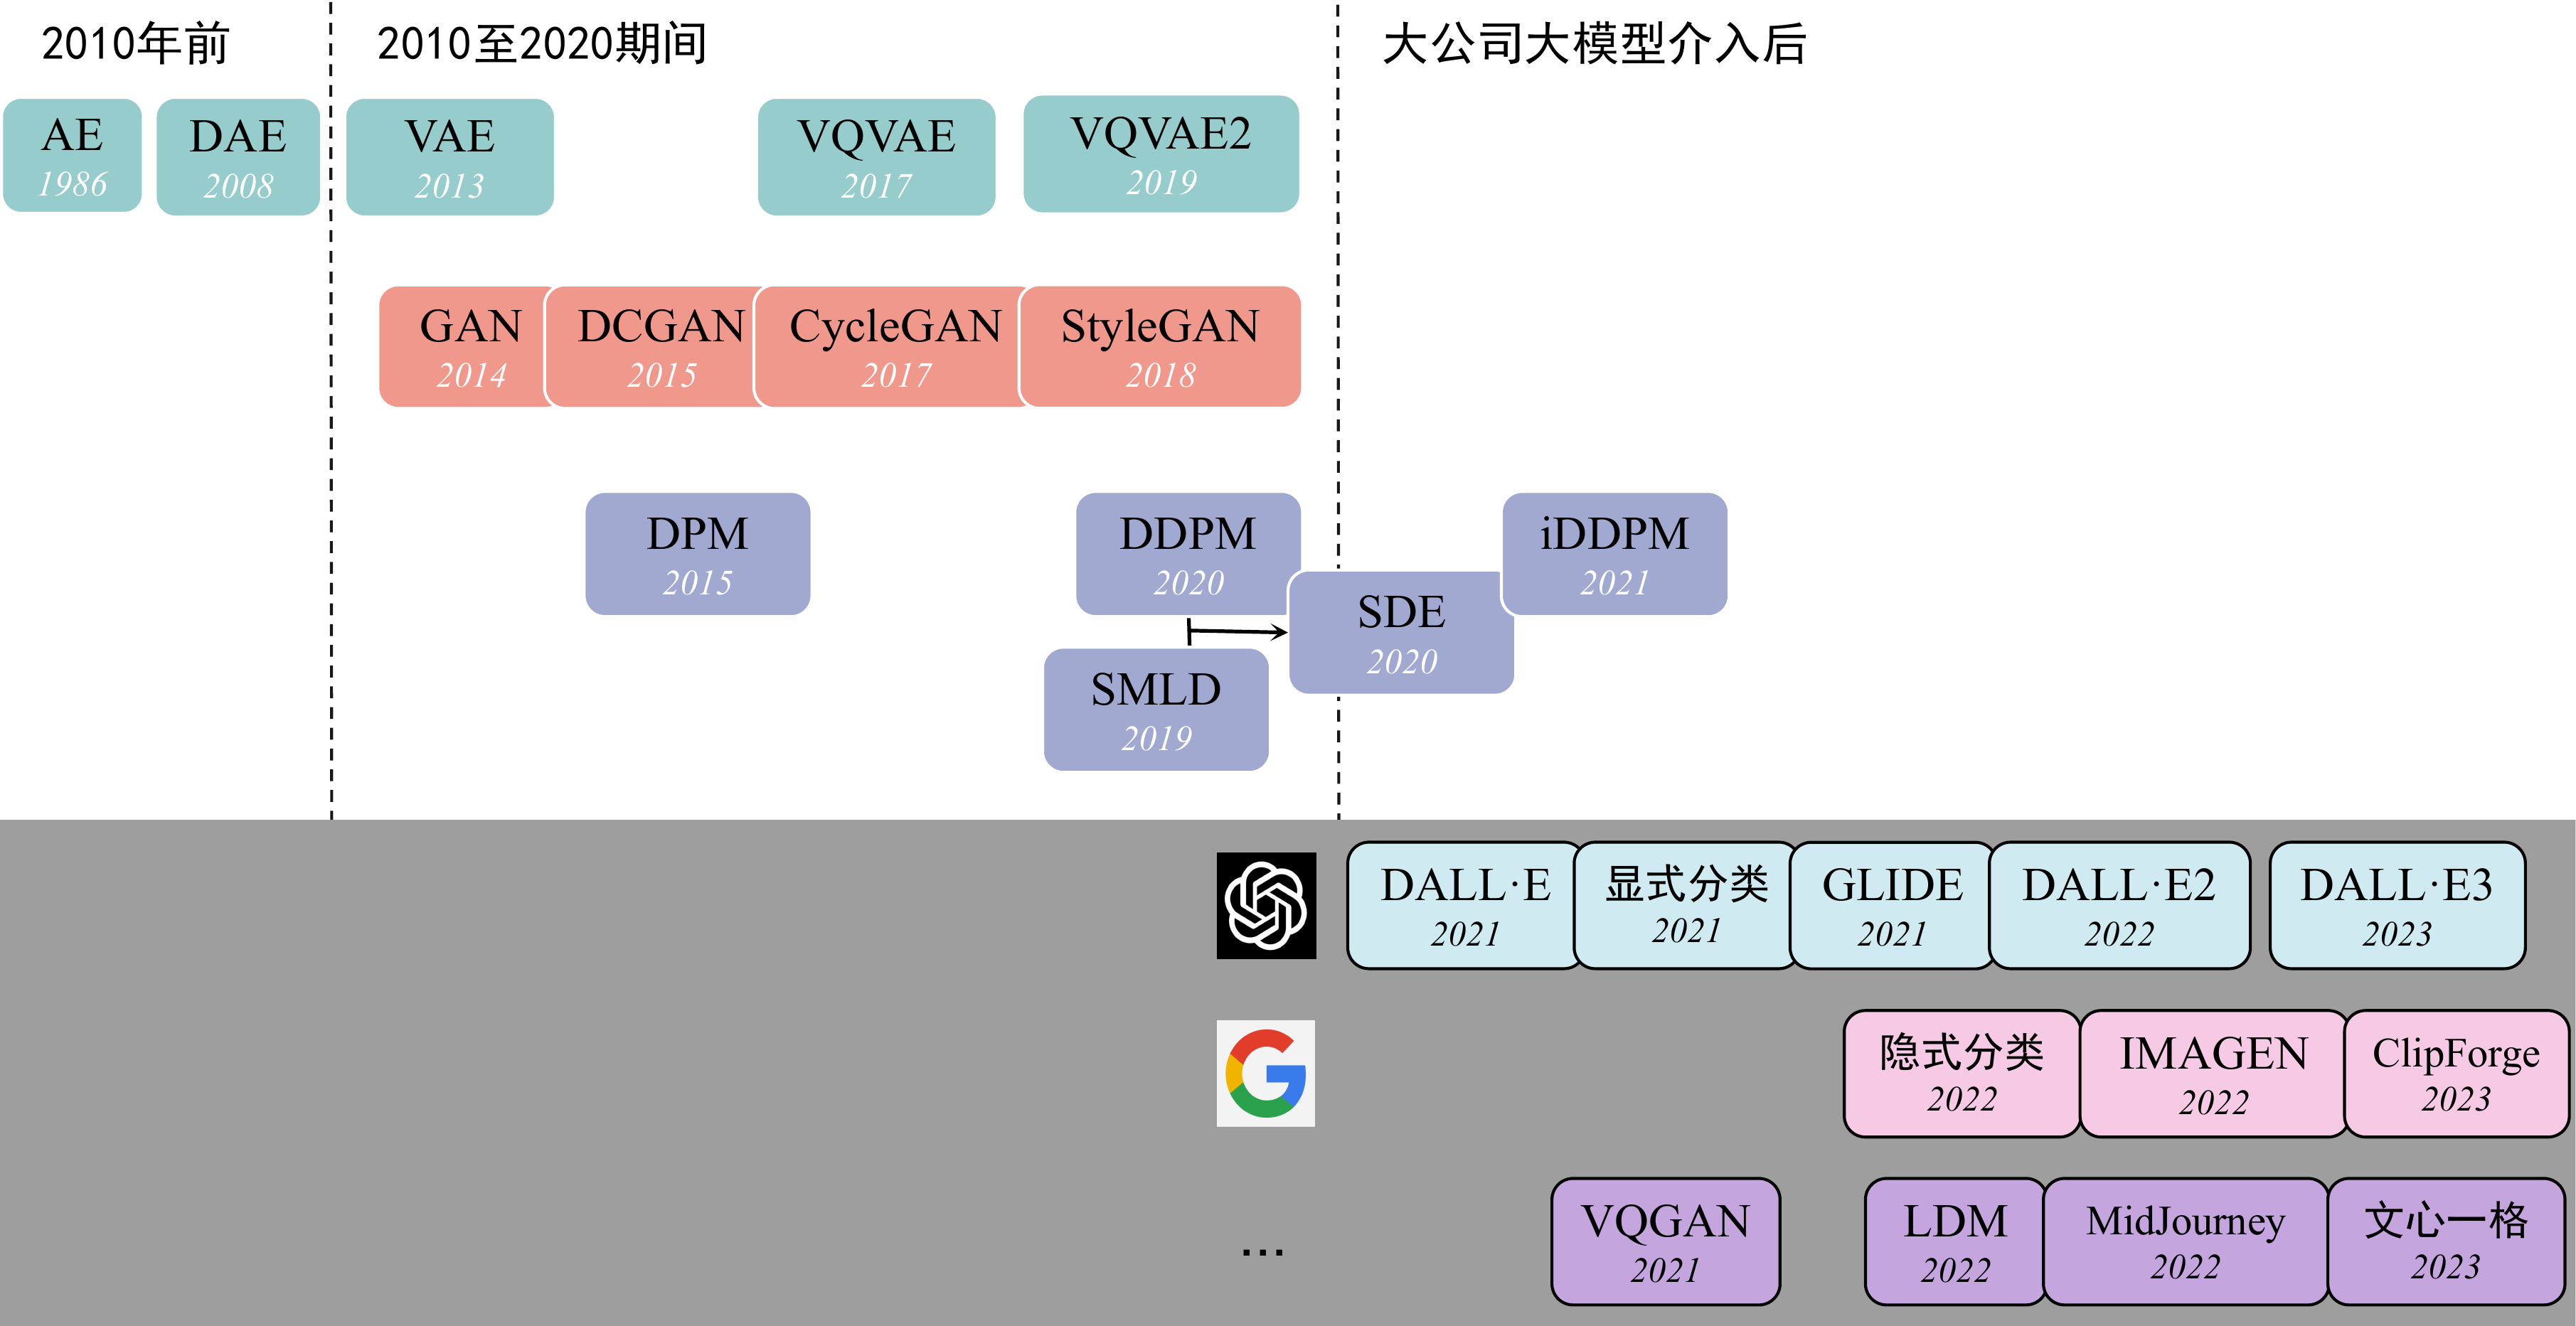 2010年前
2010至2020期间
大公司大模型介入后
AE
1986
DAE
2008
VAE
2013
VQVAE
2017
VQVAE2
2019
GAN
2014
DCGAN
2015
CycleGAN
2017
StyleGAN
2018
DPM
2015
DDPM
2020
iDDPM
2021
SDE
2020
SMLD
2019
DALL·E
2021
显式分类
2021
GLIDE
2021
DALL·E2
2022
DALL·E3
2023
隐式分类
2022
IMAGEN
2022
ClipForge
2023
...
VQGAN
2021
LDM
2022
MidJourney
2022
文心一格
2023